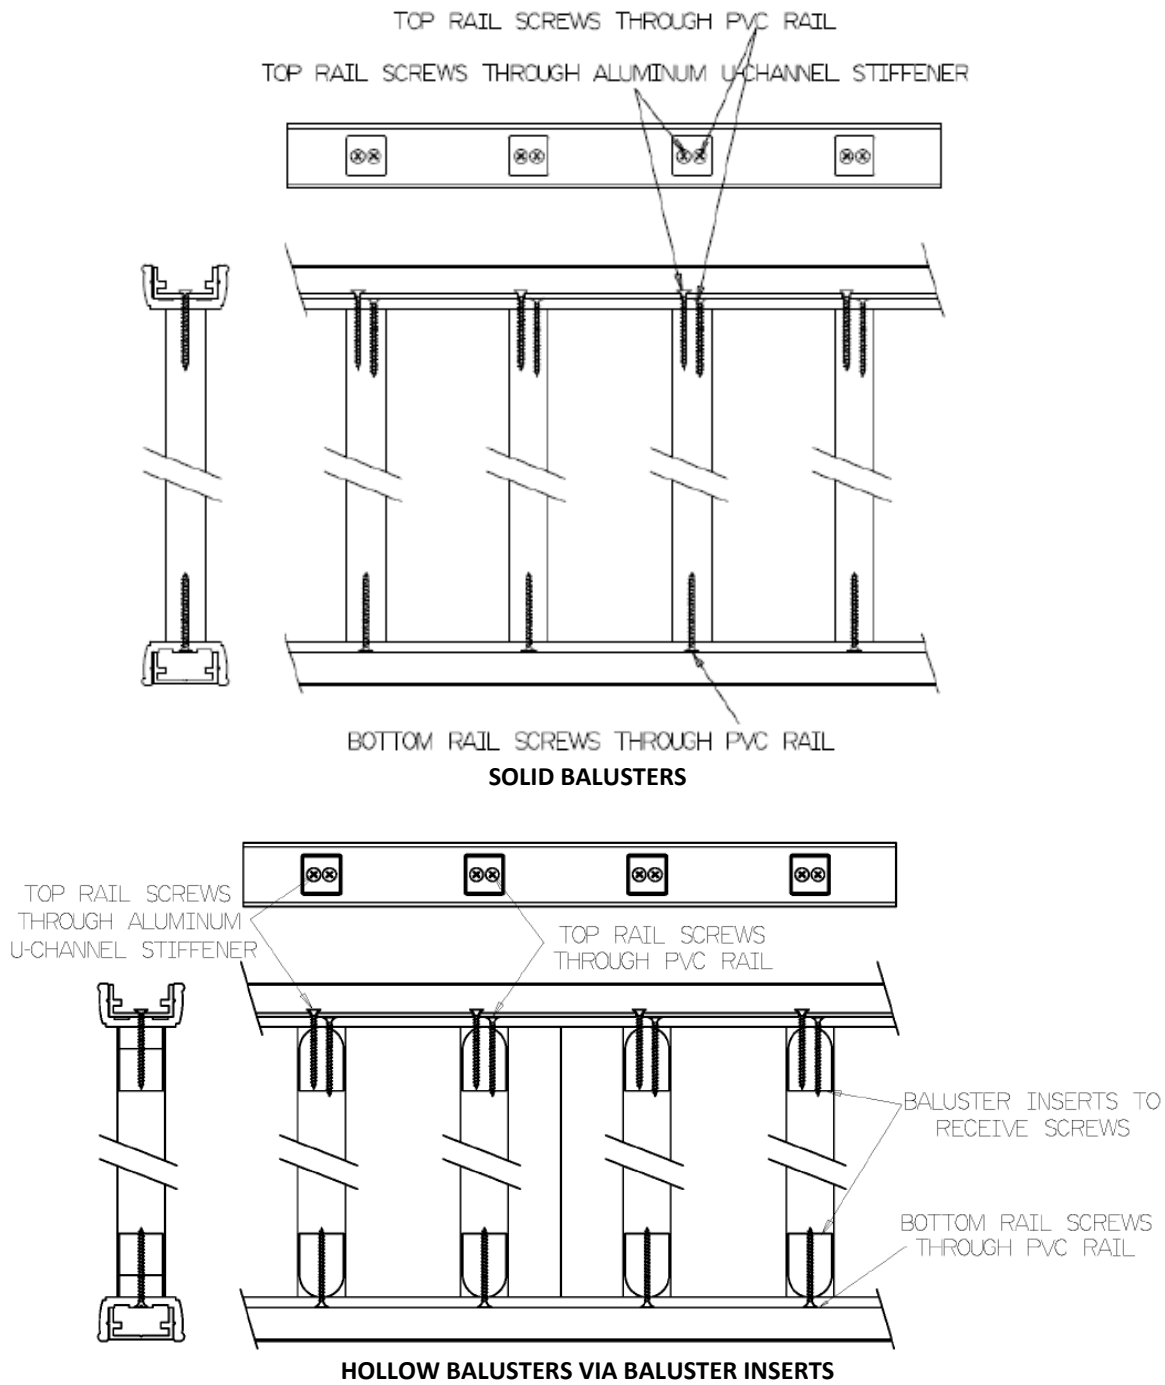 TOP RAIL SCREWS THROUGH PVC RAIL
TOP RAIL SCREWS THROUGH ALUMINUM U-CHANNEL STIFFENER
BOTTOM RAIL SCREWS THROUGH PVC RAIL
SOLID BALUSTERS
TOP RAIL SCREWS
THROUGH ALUMINUM
U-CHANNEL STIFFENER
TOP RAIL SCREWS
THROUGH PVC RAIL
BALUSTER INSERTS TO
RECEIVE SCREWS
BOTTOM RAIL SCREWS
THROUGH PVC RAIL
HOLLOW BALUSTERS VIA BALUSTER INSERTS